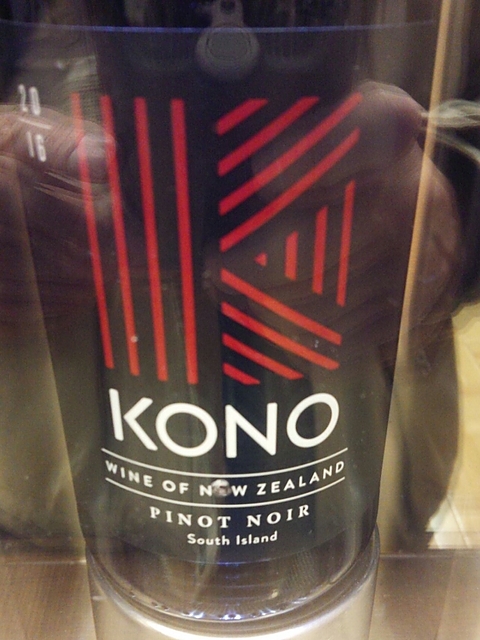 20
16
KONO
WINE OF NEW ZEALAND
PINOT NOIR
South Island